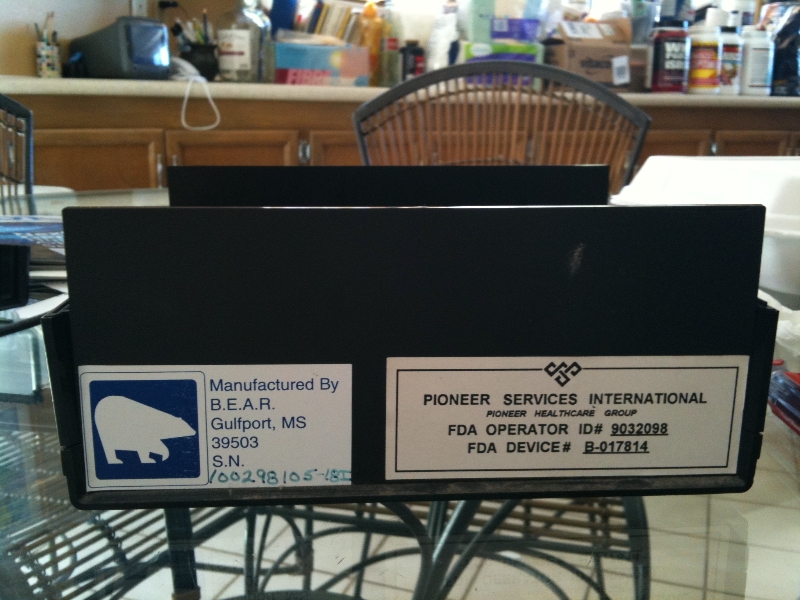 Manufactured By
B.E.A.R.
Gulfport, MS
39503
S.N.
PIONEER SERVICES INTERNATIONAL
PIONEER HEALTHCARE GROUP
FDA OPERATOR ID# 9032098
FDA DEVICE# B-017814